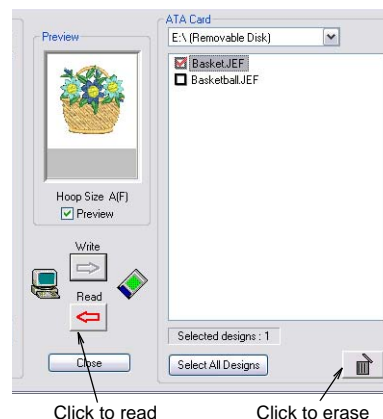 Preview
Hoop Size A(F)
Preview
Write
Read
Close
ATA Card
E:\ (Removable Disk)
Basket.JEF
Basketball.JEF
Selected designs : 1
Select All Designs
Click to read
Click to erase